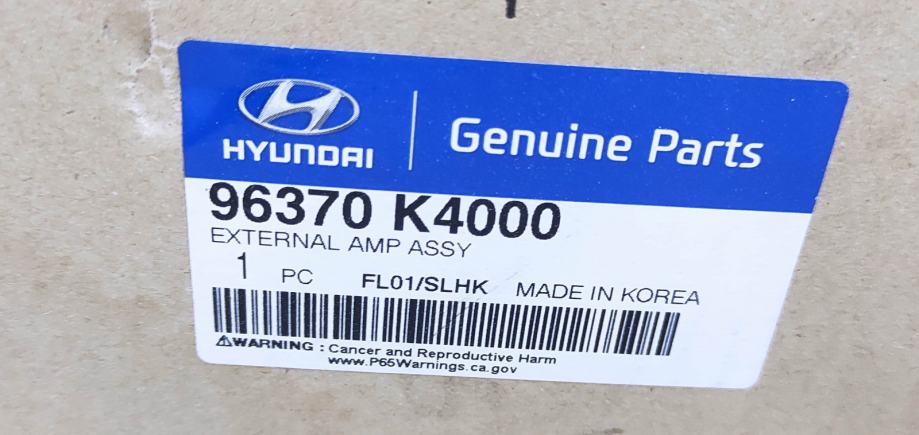 HYUNDAI
Genuine Parts
96370 K4000
EXTERNAL AMP ASSY
1 PC FL01/SLHK MADE IN KOREA
⚠WARNING : Cancer and Reproductive Harm
www.P65Warnings.ca.gov